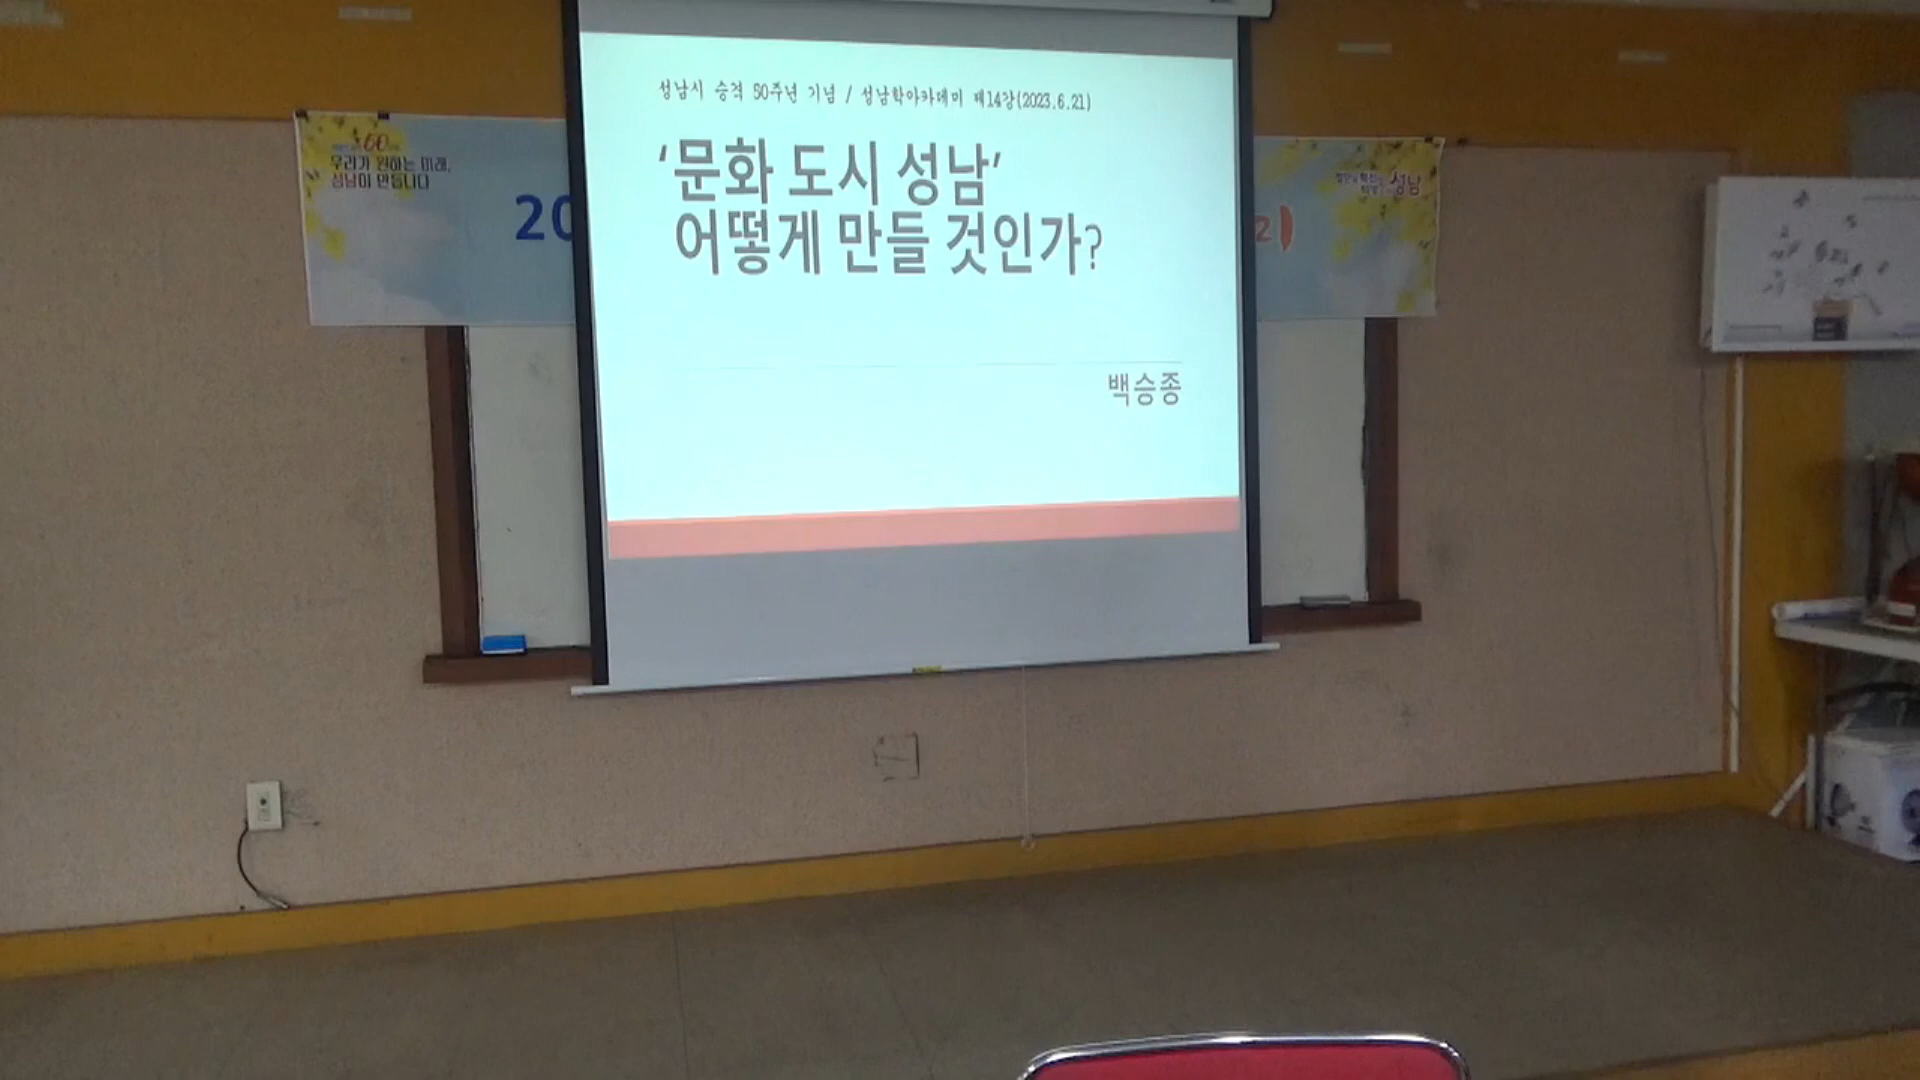 성남시 승격 50주년 기념 / 성남학아카데미 제14강(2023.6.21)
'문화 도시 성남'
어떻게 만들 것인가?
백승종
우리가 원하는 미래,
성남이 만듭니다
20
성남